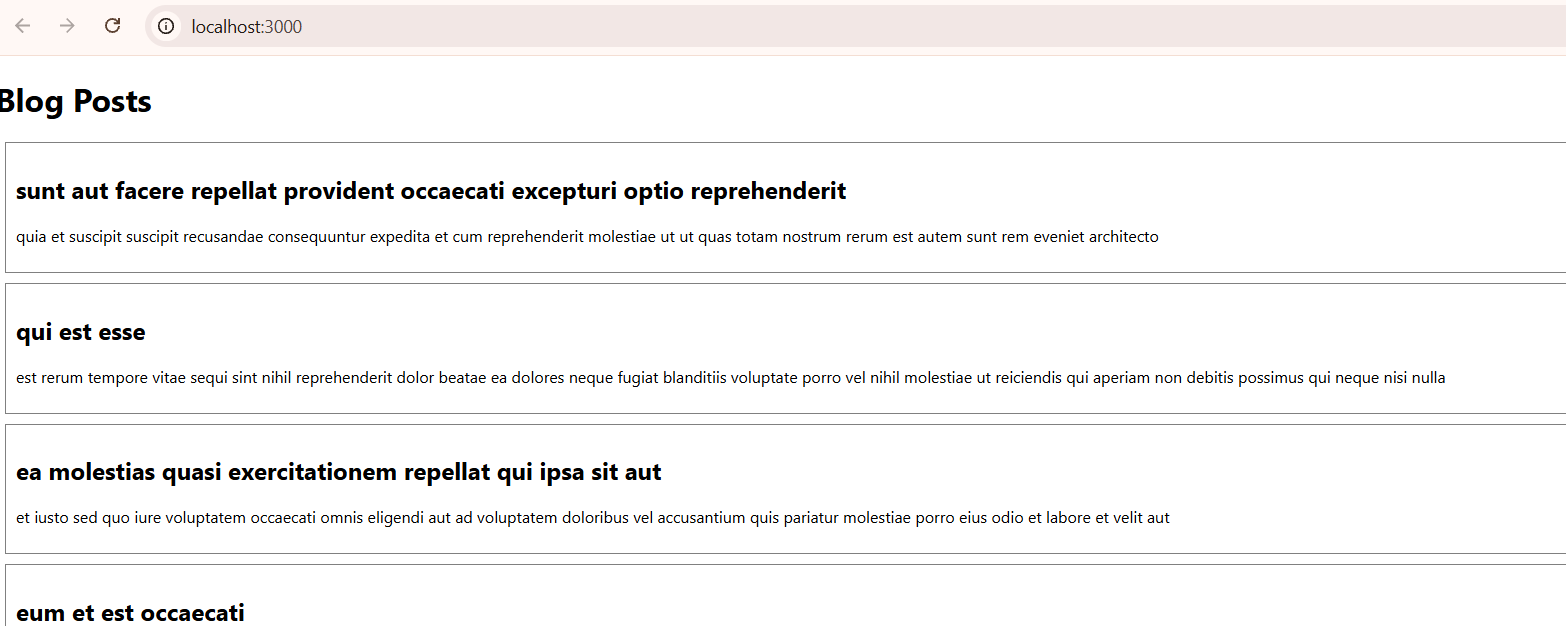 localhost:3000
Blog Posts
sunt aut facere repellat provident occaecati excepturi optio reprehenderit
quia et suscipit suscipit recusandae consequuntur expedita et cum reprehenderit molestiae ut ut quas totam nostrum rerum est autem sunt rem eveniet architecto
qui est esse
est rerum tempore vitae sequi sint nihil reprehenderit dolor beatae ea dolores neque fugiat blanditiis voluptate porro vel nihil molestiae ut reiciendis qui aperiam non debitis possimus qui neque nisi nulla
ea molestias quasi exercitationem repellat qui ipsa sit aut
et iusto sed quo iure voluptatem occaecati omnis eligendi aut ad voluptatem doloribus vel accusantium quis pariatur molestiae porro eius odio et labore et velit aut
eum et est occaecati